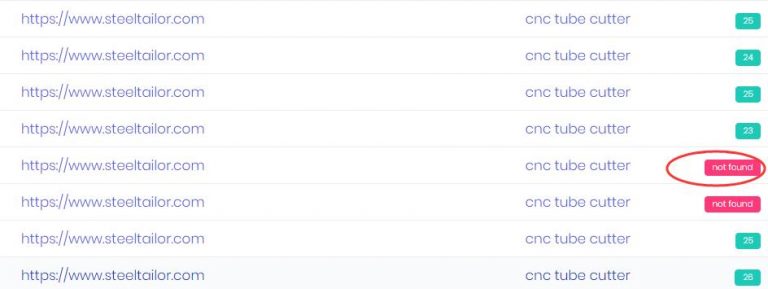 https://www.steeltailor.com cnc tube cutter 25
https://www.steeltailor.com cnc tube cutter 24
https://www.steeltailor.com cnc tube cutter 25
https://www.steeltailor.com cnc tube cutter 23
https://www.steeltailor.com cnc tube cutter not found
https://www.steeltailor.com cnc tube cutter not found
https://www.steeltailor.com cnc tube cutter 25
https://www.steeltailor.com cnc tube cutter 26